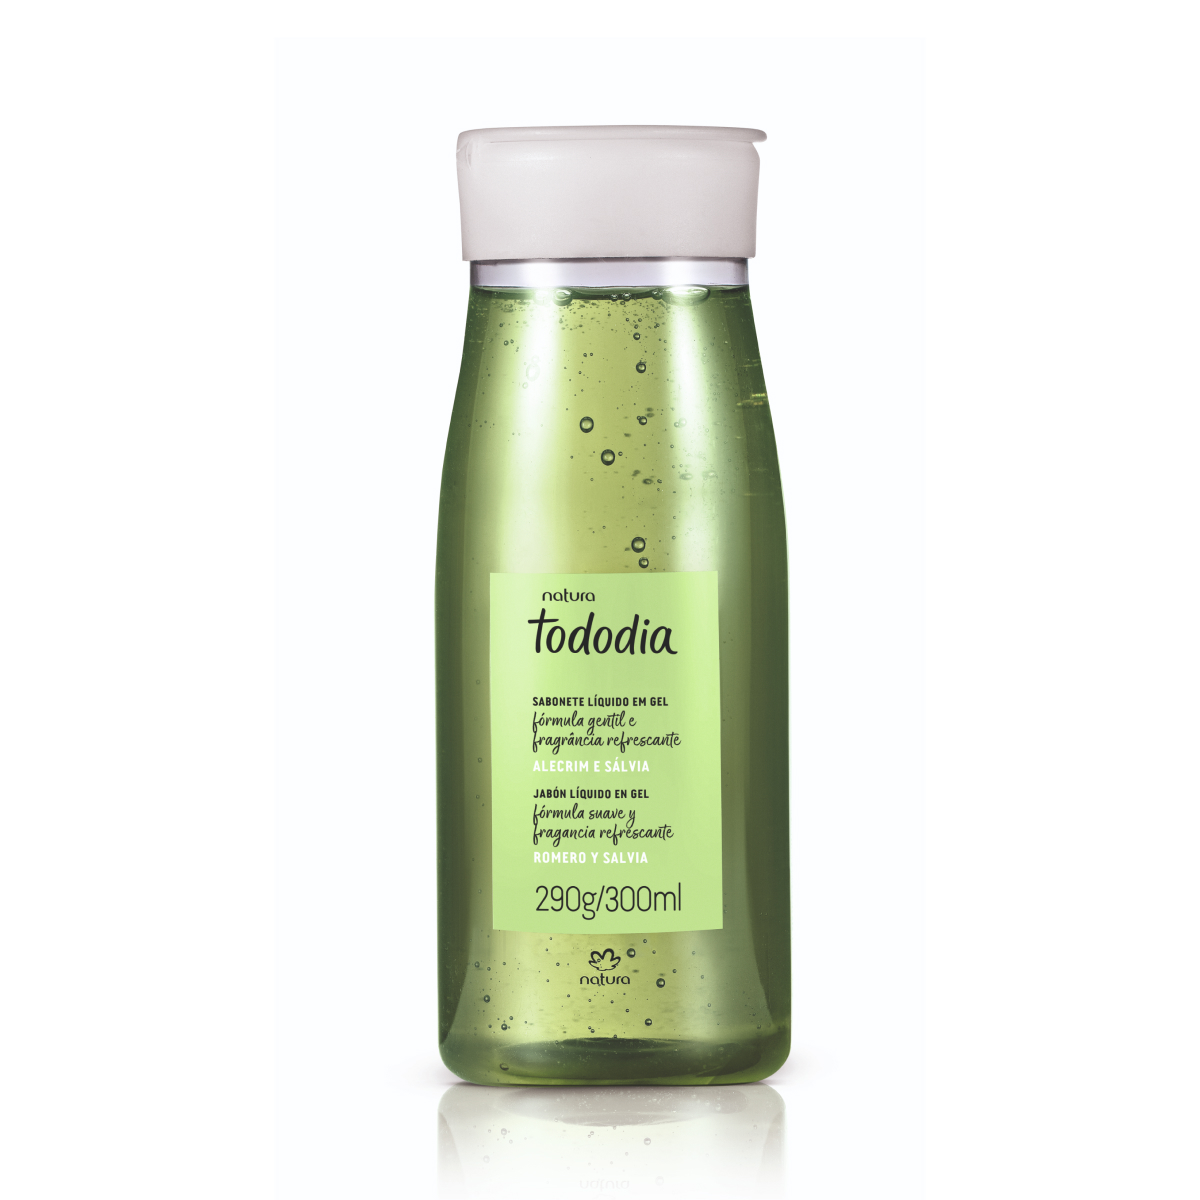 natura
tododia
SABONETE LÍQUIDO EM GEL
fórmula gentil e
fragrância refrescante
ALECRIM E SÁLVIA
JABÓN LÍQUIDO EN GEL
fórmula suave y
fragancia refrescante
ROMERO Y SALVIA
290g/300ml
natura